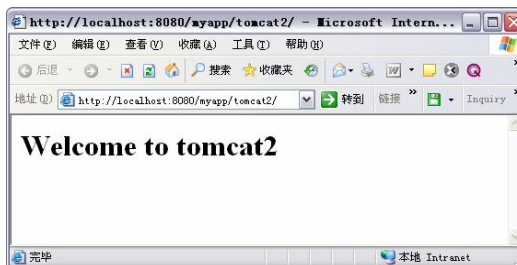 http://localhost:8080/myapp/tomcat2/ - Microsoft Intern...
文件(F) 编辑(E) 查看(V) 收藏(A) 工具(T) 帮助(H)
后退 搜索 收藏夹
地址(D) http://localhost:8080/myapp/tomcat2/ 转到 链接 » Inquiry »
Welcome to tomcat2
完毕 本地 Intranet